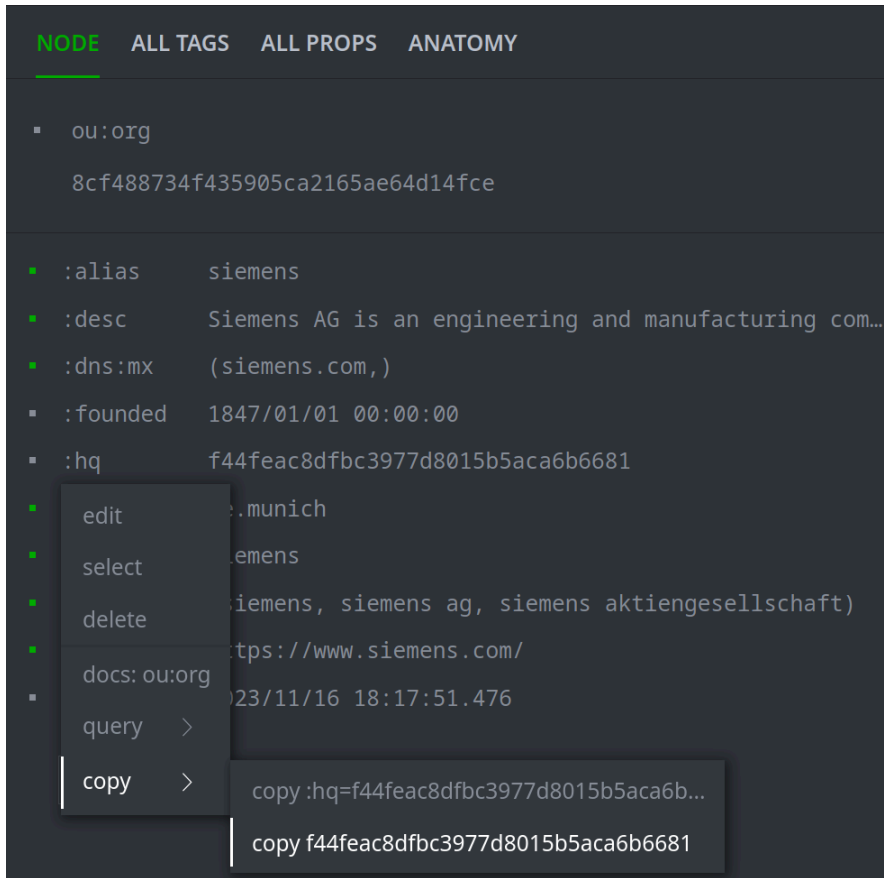 NODE ALL TAGS ALL PROPS ANATOMY
ou:org
8cf488734f435905ca2165ae64d14fce
:alias siemens
:desc Siemens AG is an engineering and manufacturing com…
:dns:mx (siemens.com,)
:founded 1847/01/01 00:00:00
:hq f44feac8dfbc3977d8015b5aca6b6681
edit
select
delete
docs: ou:org
query
copy
.munich
emens
siemens, siemens ag, siemens aktiengesellschaft)
ttps://www.siemens.com/
023/11/16 18:17:51.476
copy :hq=f44feac8dfbc3977d8015b5aca6b...
copy f44feac8dfbc3977d8015b5aca6b6681